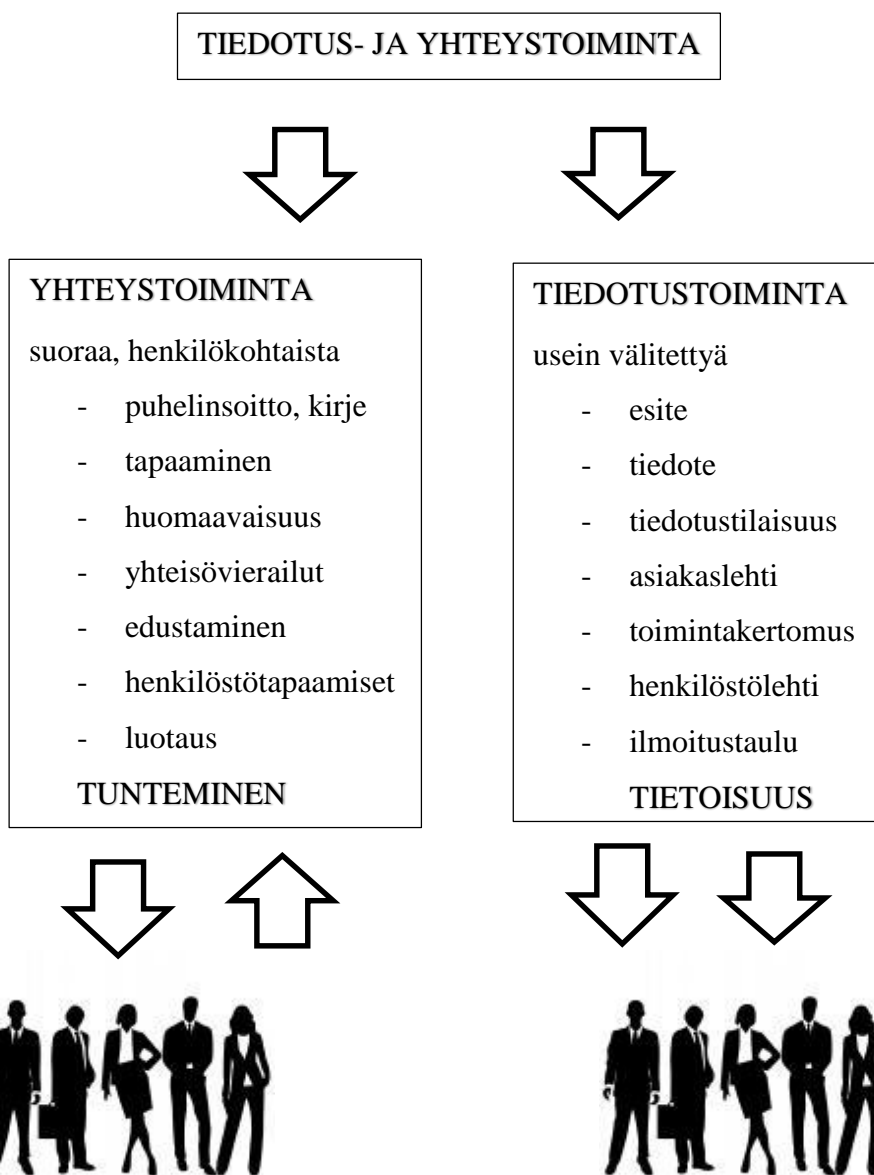 TIEDOTUS- JA YHTEYSTOIMINTA
YHTEYSTOIMINTA
suoraa, henkilökohtaista
- puhelinsoitto, kirje
- tapaaminen
- huomaavaisuus
- yhteisövierailut
- edustaminen
- henkilöstötapaamiset
- luotaus
TUNTEMINEN
TIEDOTUSTOIMINTA
usein välitettyä
- esite
- tiedote
- tiedotustilaisuus
- asiakaslehti
- toimintakertomus
- henkilöstölehti
- ilmoitustaulu
TIETOISUUS